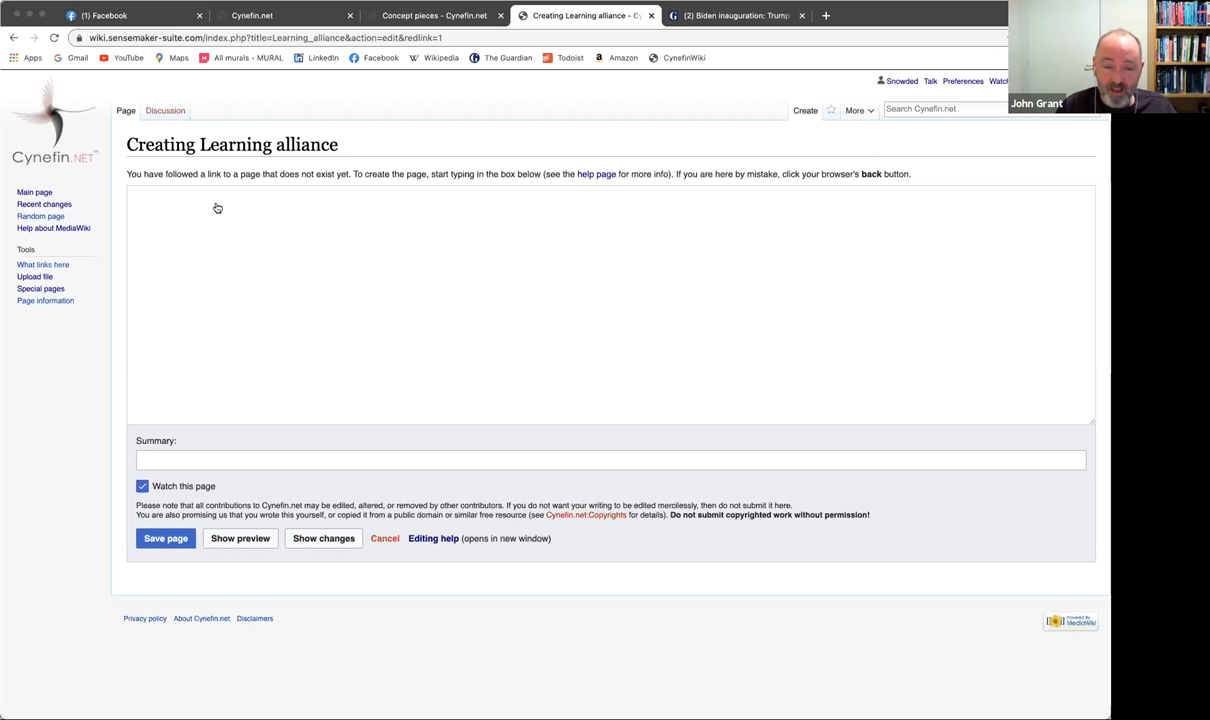 (1) Facebook
Cynefin.net
Concept pieces - Cynefin.net
Creating Learning alliance - Cy
(2) Biden inauguration: Trump
wiki.sensemaker-suite.com/index.php?title=Learning_alliance&action=edit&redlink=1
Apps Gmail YouTube Maps All murals • MURAL LinkedIn Facebook Wikipedia The Guardian Todoist Amazon CynefinWiki
Snowded Talk Preferences Watch
John Grant
Page Discussion Create More Search Cynefin.net
Cynefin.NET™
Creating Learning alliance
You have followed a link to a page that does not exist yet. To create the page, start typing in the box below (see the help page for more info). If you are here by mistake, click your browser's back button.
Main page
Recent changes
Random page
Help about MediaWiki
Tools
What links here
Upload file
Special pages
Page information
Summary:
Watch this page
Please note that all contributions to Cynefin.net may be edited, altered, or removed by other contributors. If you do not want your writing to be edited mercilessly, then do not submit it here.
You are also promising us that you wrote this yourself, or copied it from a public domain or similar free resource (see Cynefin.net:Copyrights for details). Do not submit copyrighted work without permission!
Save page Show preview Show changes Cancel Editing help (opens in new window)
Privacy policy About Cynefin.net Disclaimers
Powered By
MediaWiki